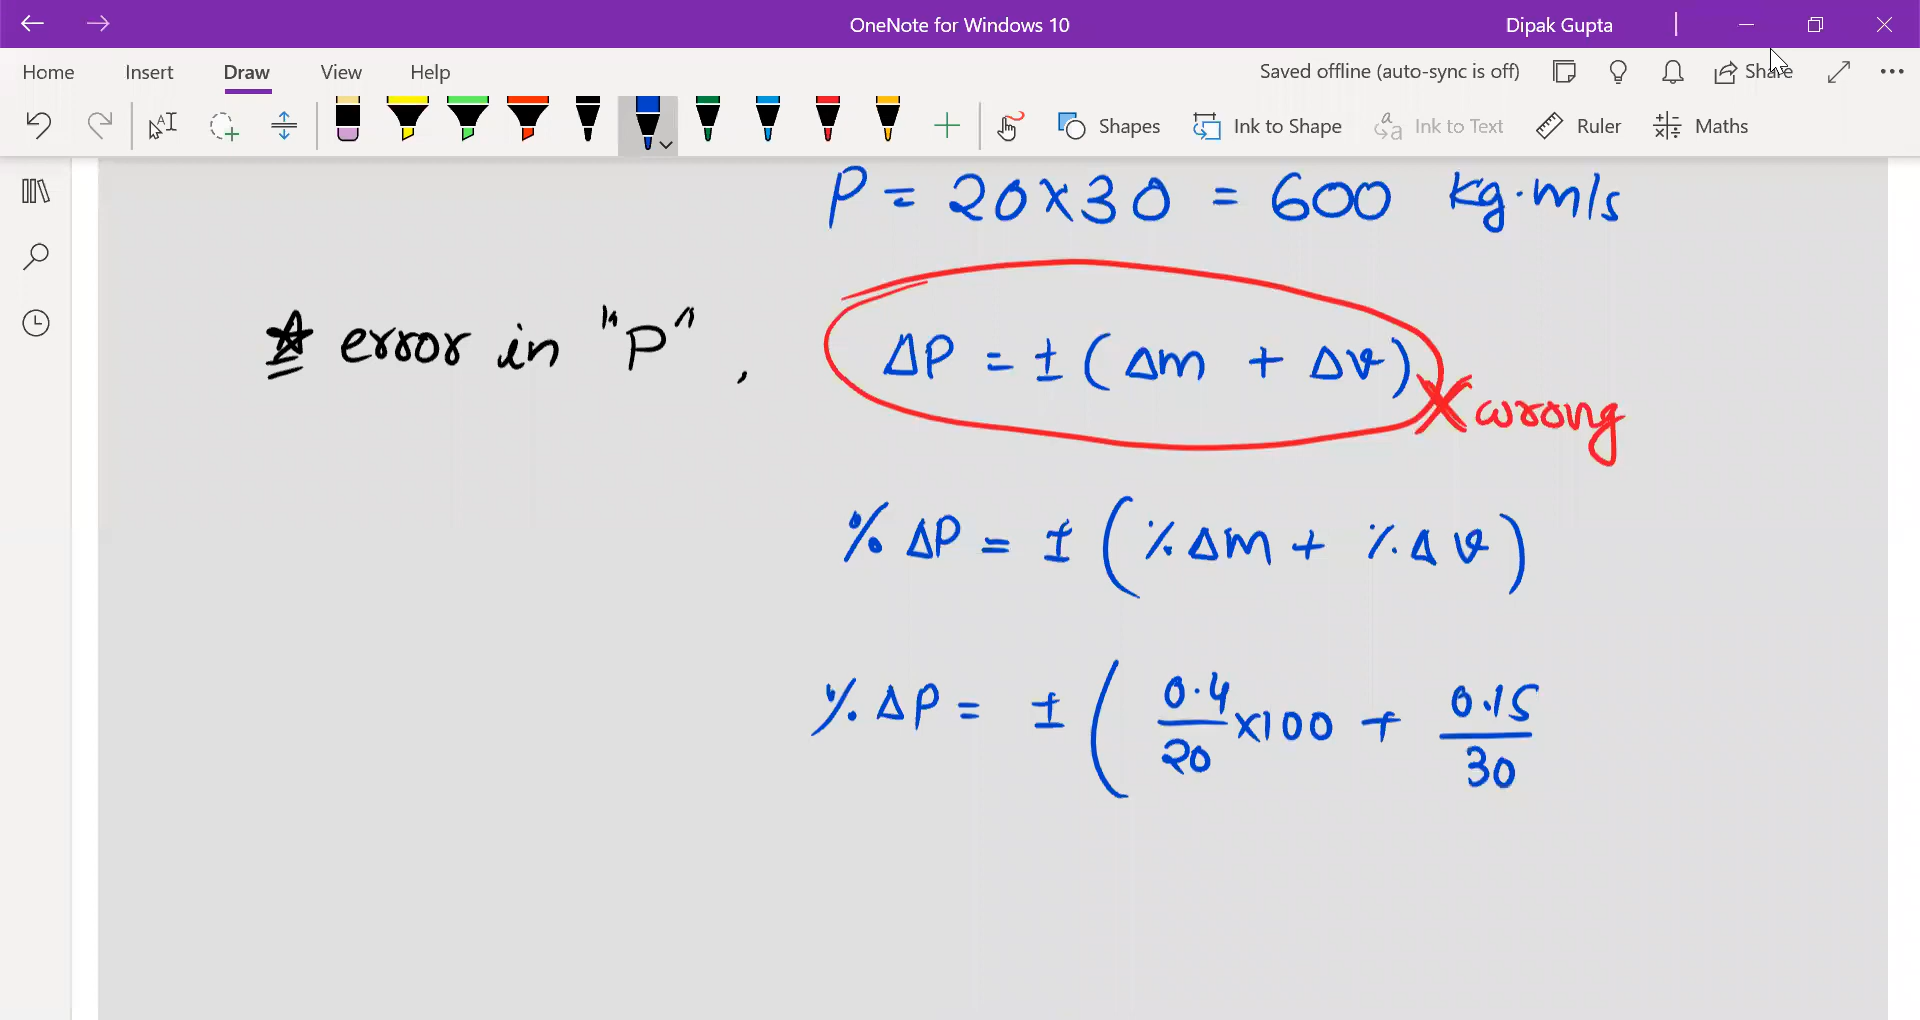 OneNote for Windows 10
Dipak Gupta
Home Insert Draw View Help
Saved offline (auto-sync is off)
Share
Shapes
Ink to Shape
Ink to Text
Ruler
Maths
P = 20×30 = 600 kg·m/s
error in "P", ΔP = ± (Δm + Δv)
× wrong
% ΔP = ± (% Δm + % Δv)
% ΔP = ± ( 0.4/20 ×100 + 0.15/30